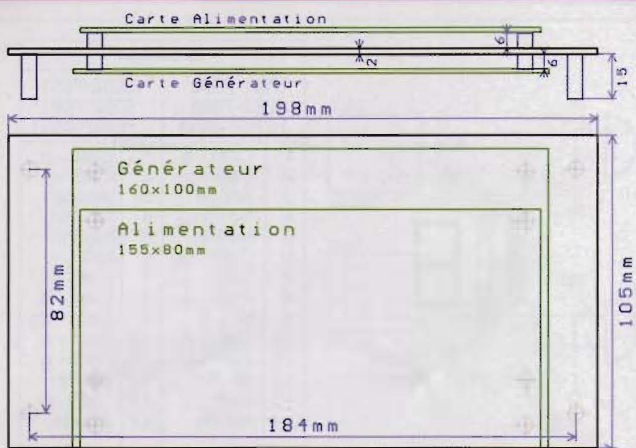 Carte Alimentation
6
2
6
15
Carte Générateur
198mm
Générateur
160x100mm
Alimentation
155x80mm
82mm
105mm
184mm